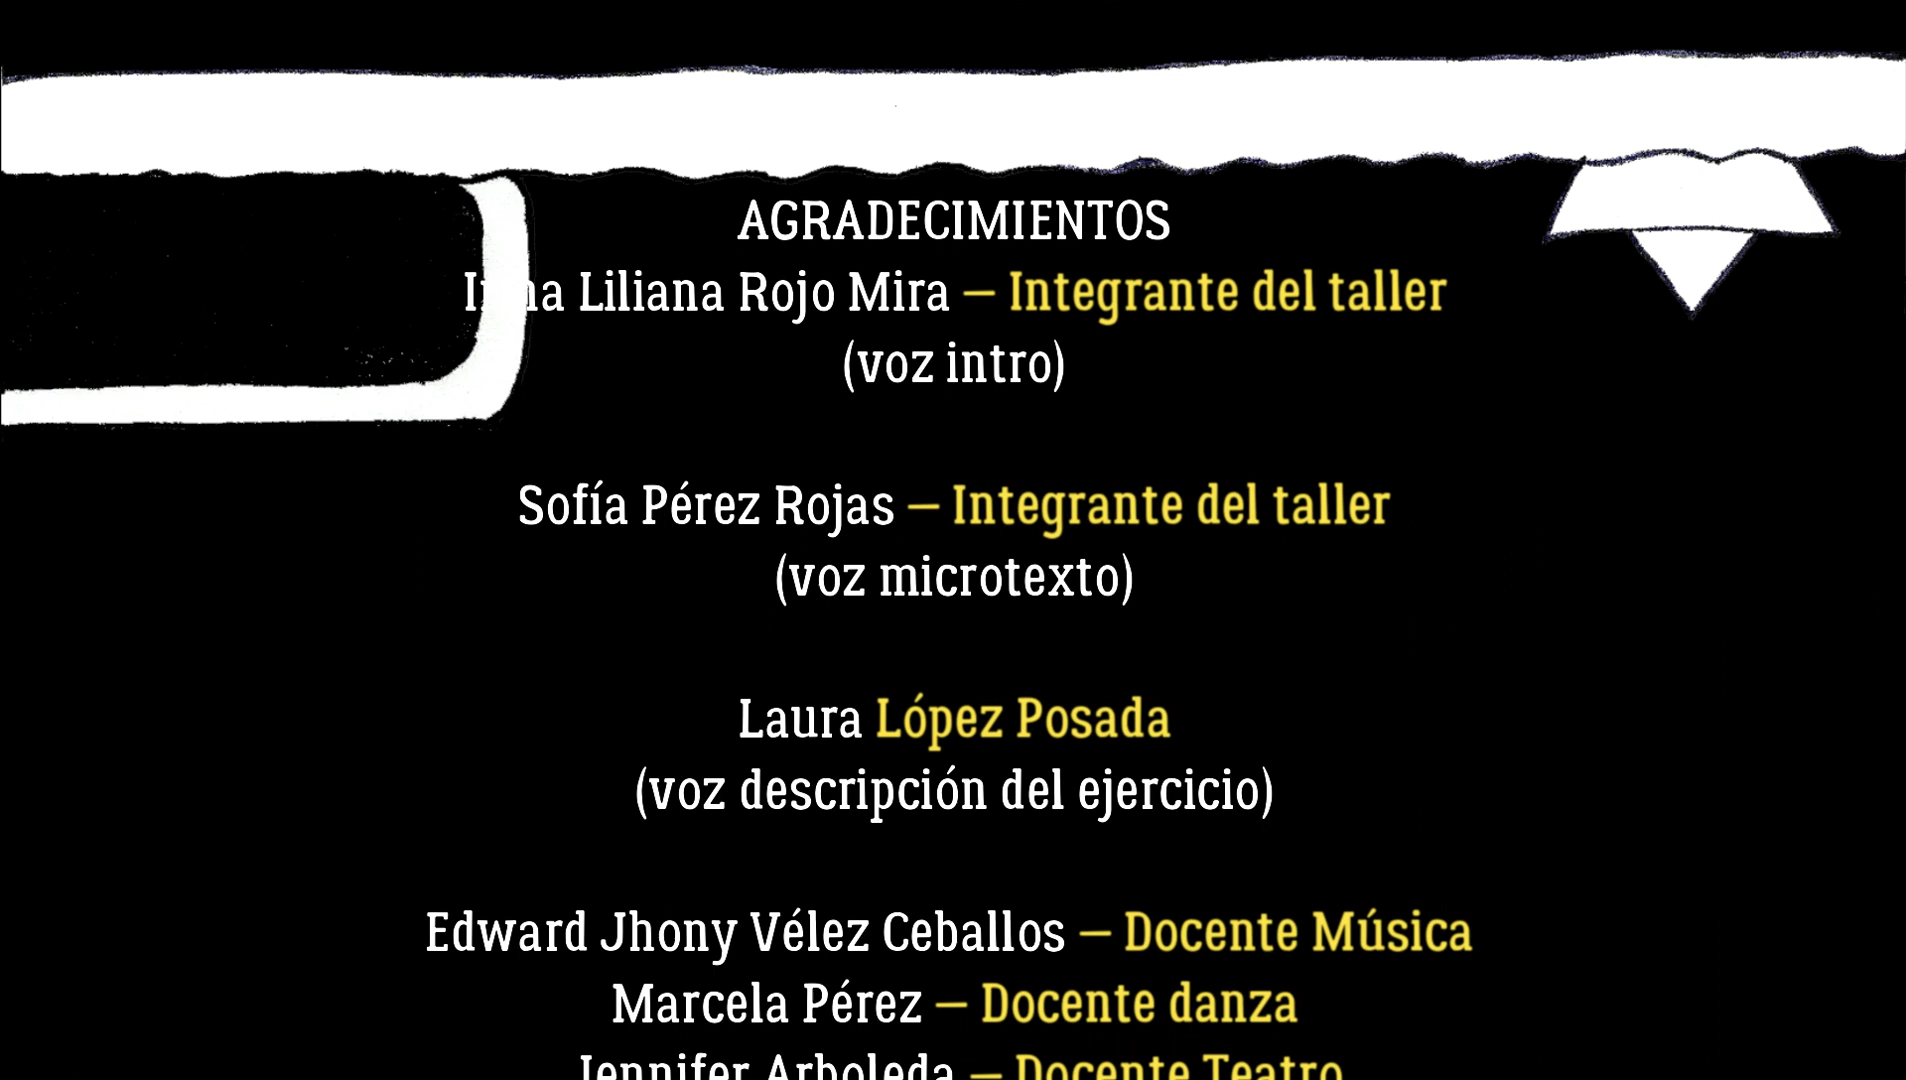 AGRADECIMIENTOS
Liliana Rojo Mira – Integrante del taller
(voz intro)
Sofía Pérez Rojas – Integrante del taller
(voz microtexto)
Laura López Posada
(voz descripción del ejercicio)
Edward Jhony Vélez Ceballos – Docente Música
Marcela Pérez – Docente danza
Jennifer Arboleda – Docente Teatro